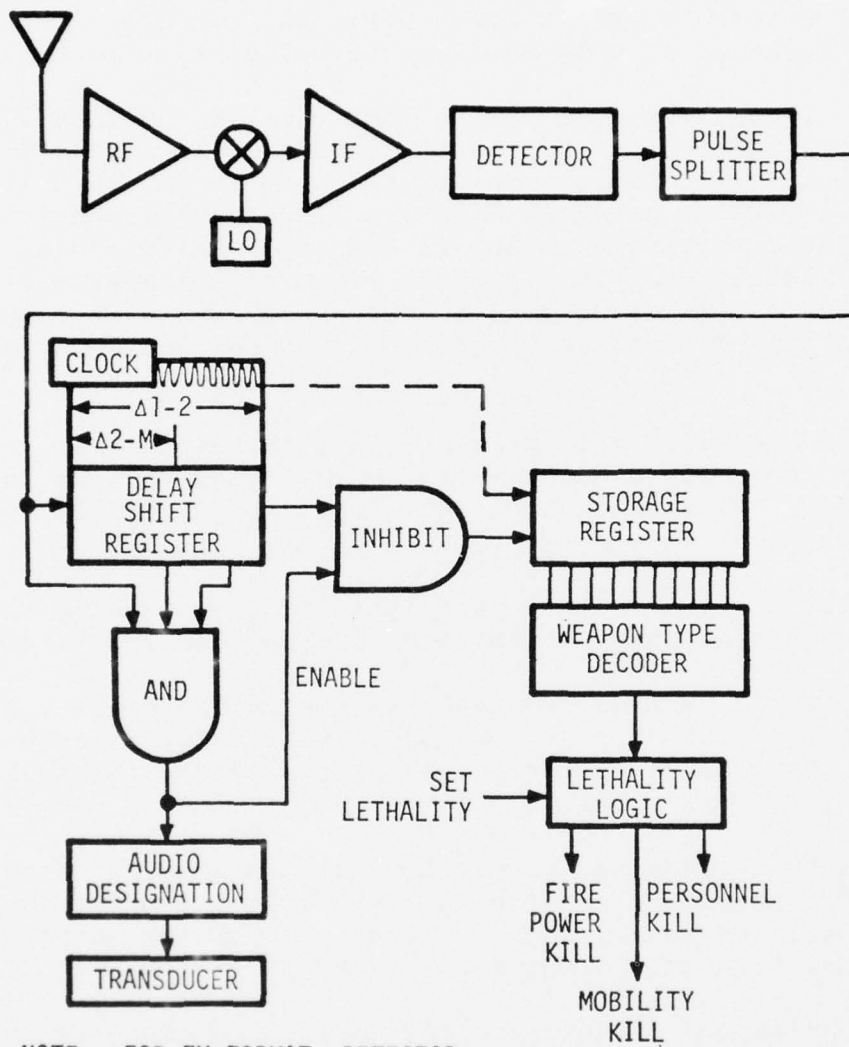 RF
IF
DETECTOR
PULSE
SPLITTER
LO
CLOCK
Δ1-2
Δ2-M
DELAY
SHIFT
REGISTER
INHIBIT
STORAGE
REGISTER
WEAPON TYPE
DECODER
AND
ENABLE
SET
LETHALITY
LETHALITY
LOGIC
AUDIO
DESIGNATION
FIRE
POWER
KILL
PERSONNEL
KILL
TRANSDUCER
MOBILITY
KILL